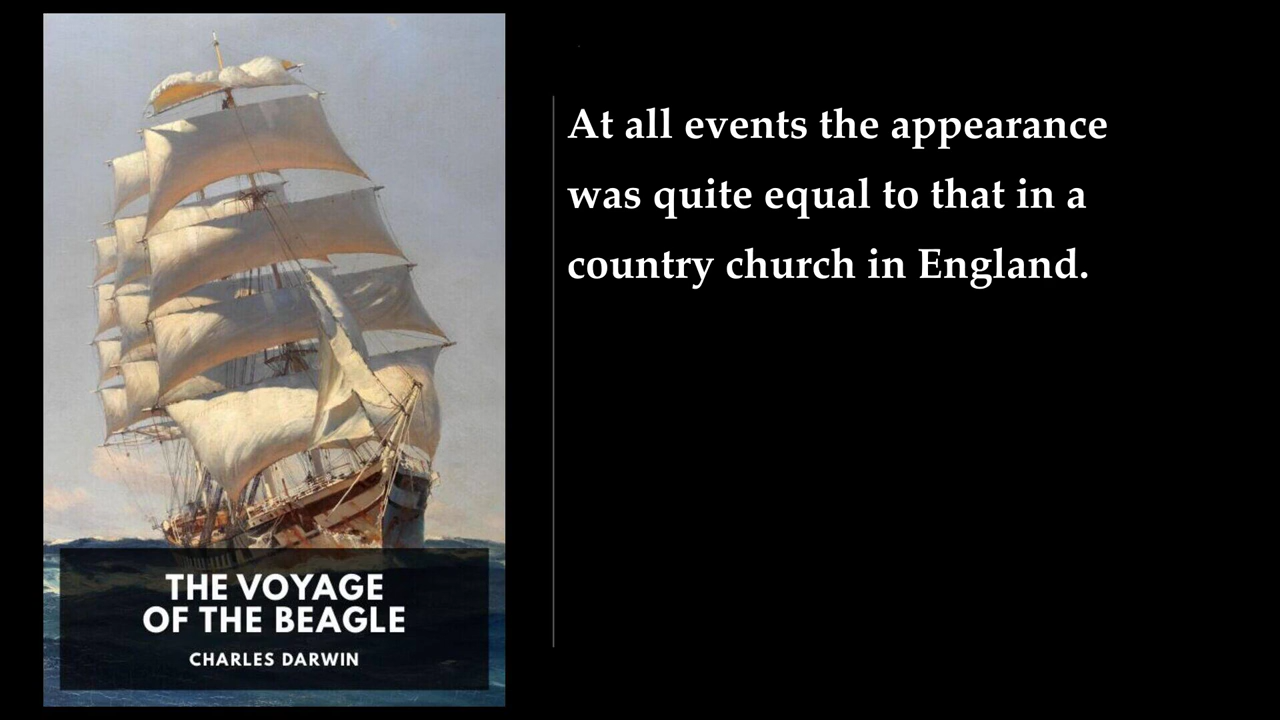 THE VOYAGE
OF THE BEAGLE
CHARLES DARWIN
At all events the appearance
was quite equal to that in a
country church in England.